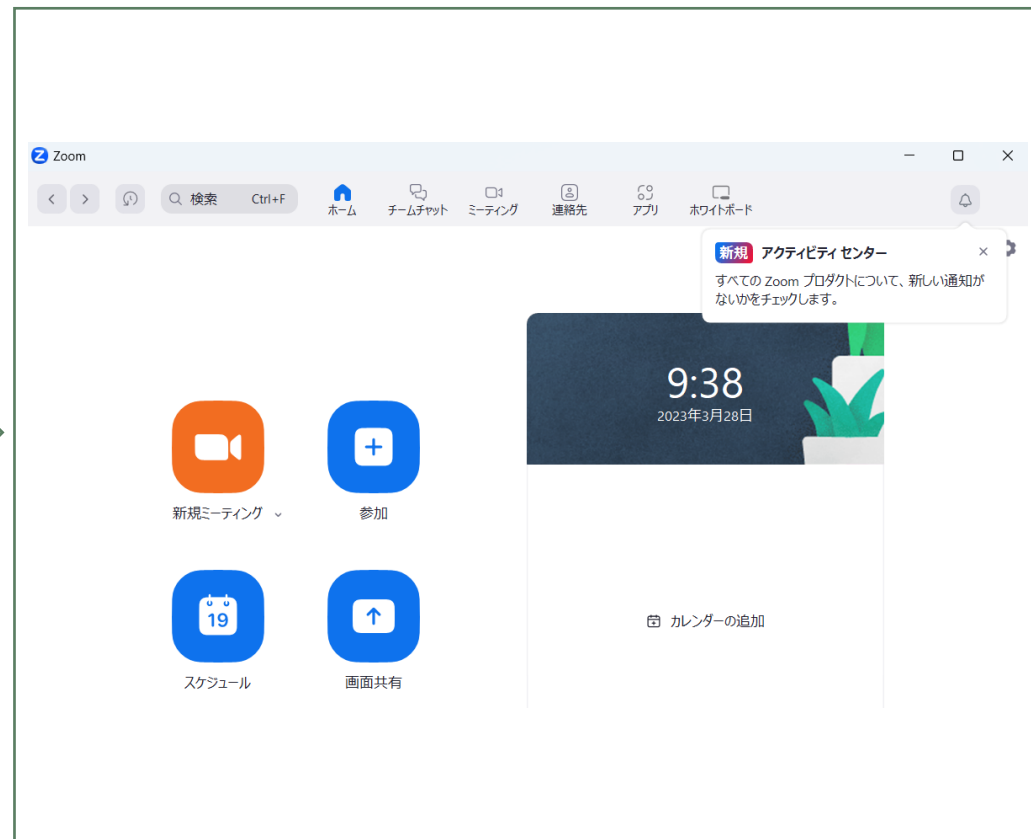 Zoom
検索 Ctrl+F
ホーム
チームチャット
ミーティング
連絡先
アプリ
ホワイトボード
新規 アクティビティ センター
すべての Zoom プロダクトについて、新しい通知が
ないかをチェックします。
9:38
2023年3月28日
新規ミーティング
参加
19
スケジュール
画面共有
カレンダーの追加